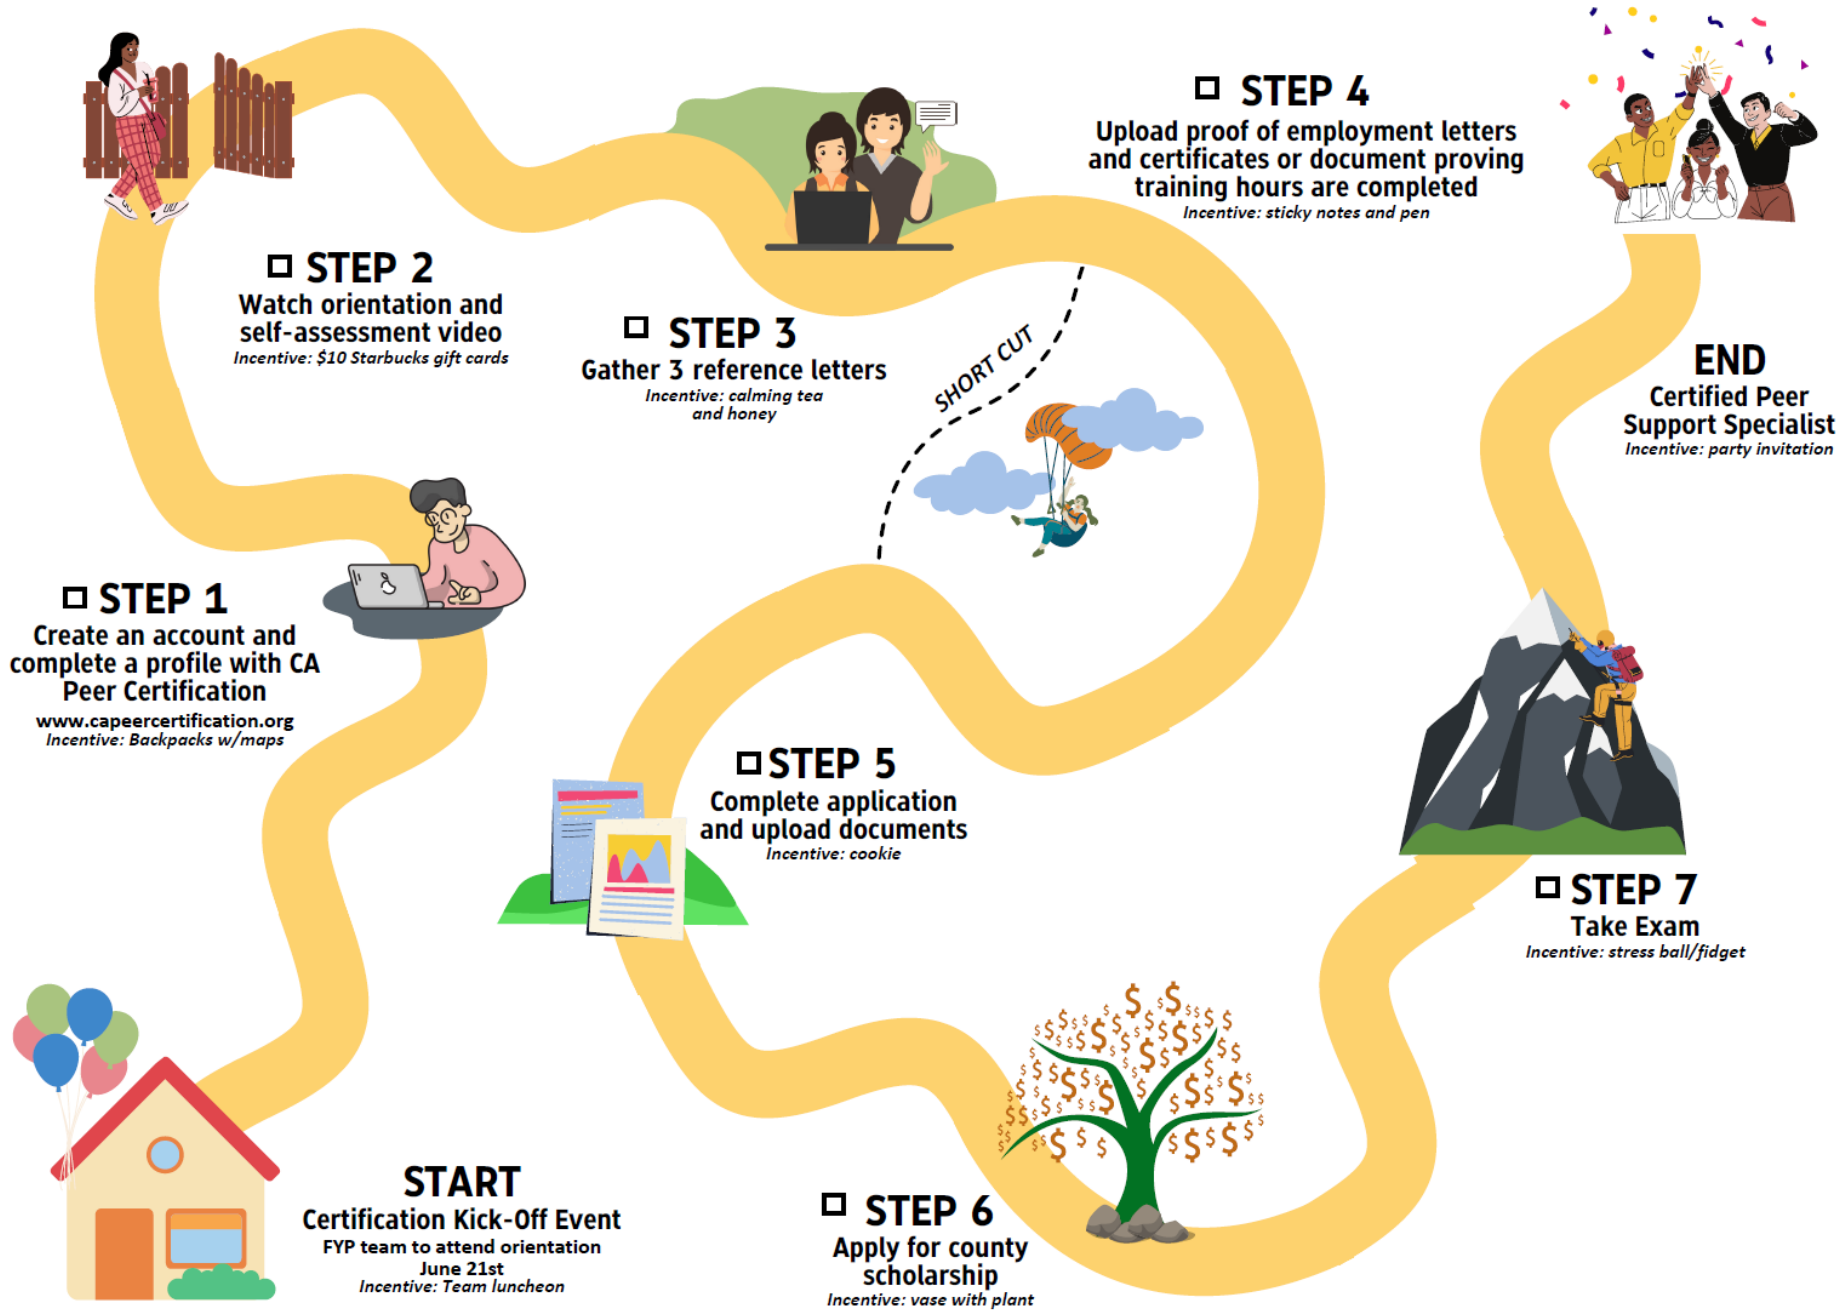 START
Certification Kick-Off Event
FYP team to attend orientation
June 21st
Incentive: Team luncheon
STEP 1
Create an account and
complete a profile with CA
Peer Certification
www.capeercertification.org
Incentive: Backpacks w/maps
STEP 2
Watch orientation and
self-assessment video
Incentive: $10 Starbucks gift cards
STEP 3
Gather 3 reference letters
Incentive: calming tea
and honey
SHORT CUT
STEP 4
Upload proof of employment letters
and certificates or document proving
training hours are completed
Incentive: sticky notes and pen
STEP 5
Complete application
and upload documents
Incentive: cookie
STEP 6
Apply for county
scholarship
Incentive: vase with plant
STEP 7
Take Exam
Incentive: stress ball/fidget
END
Certified Peer
Support Specialist
Incentive: party invitation